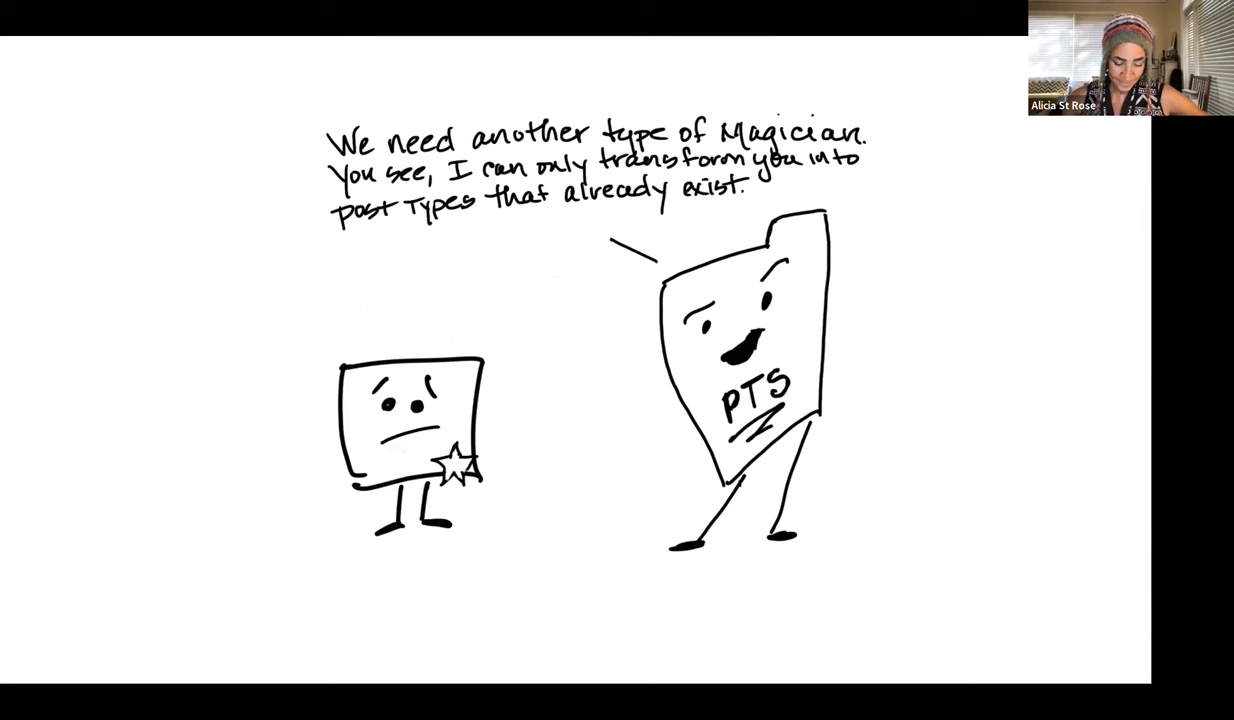 We need another type of Magician.
You see, I can only transform you into
post types that already exist.
PTS
Alicia St Rose